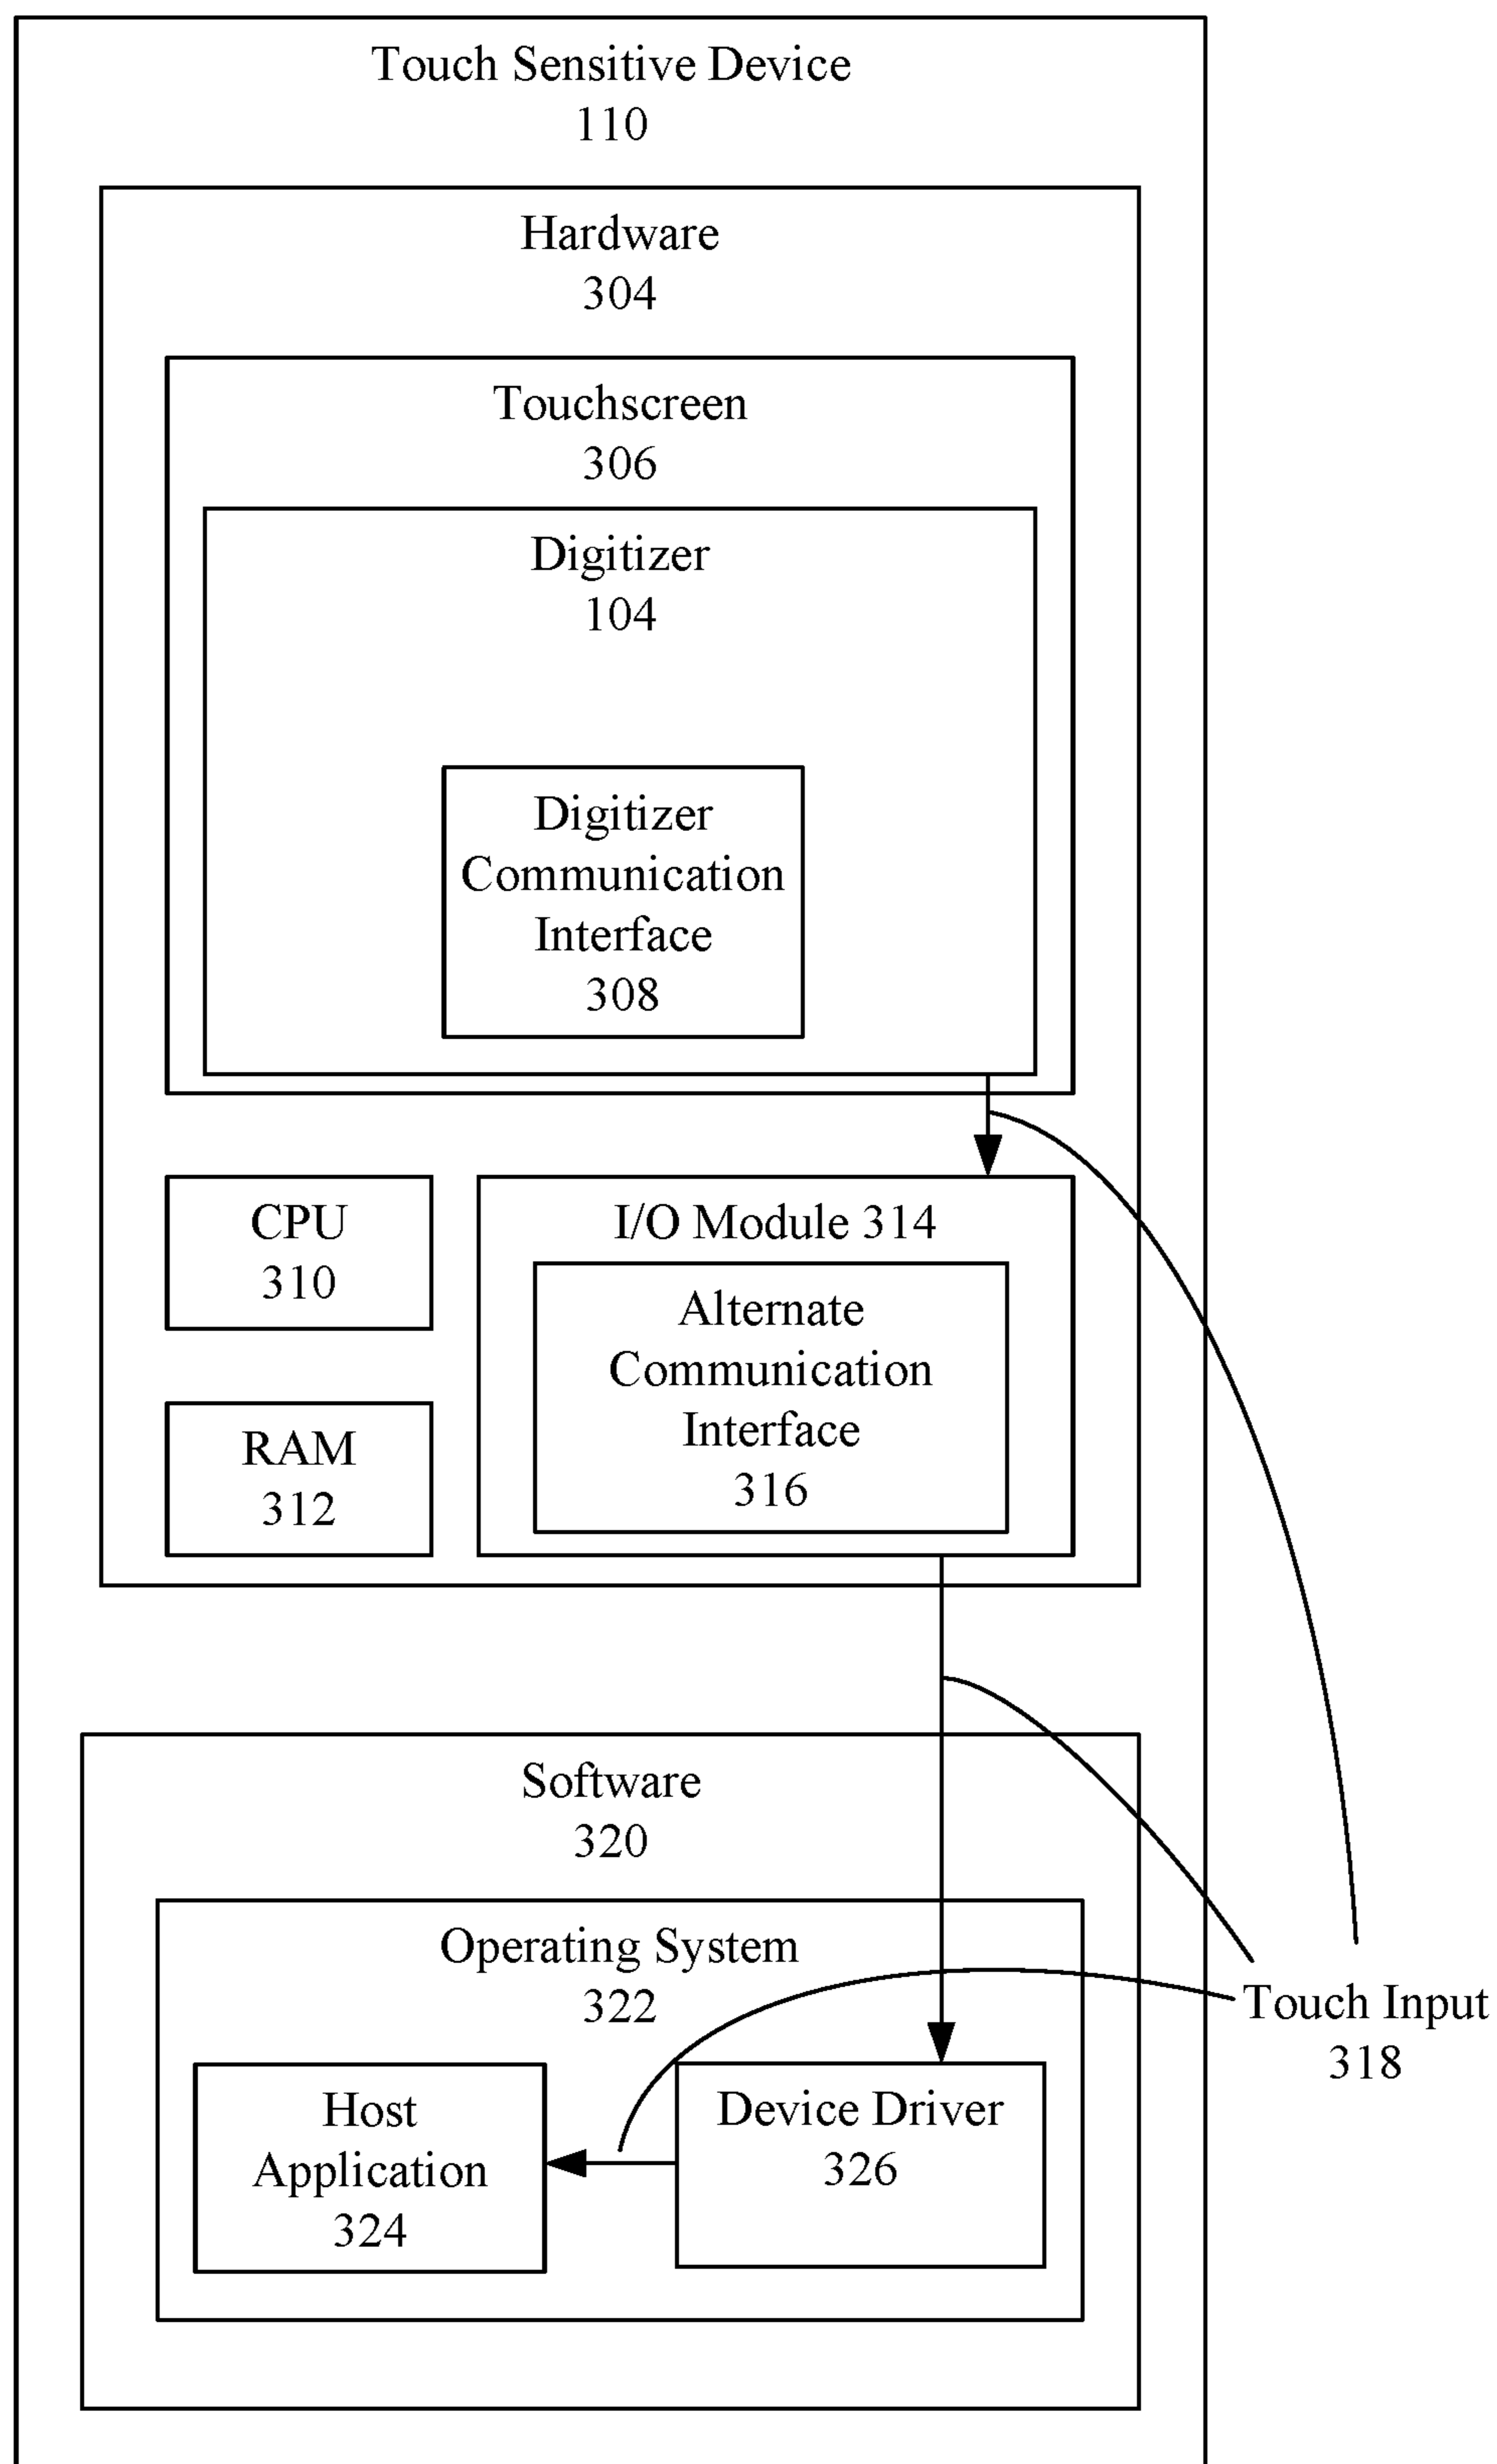 Touch Sensitive Device
110
Hardware
304
Touchscreen
306
Digitizer
104
Digitizer
Communication
Interface
308
CPU
310
RAM
312
I/O Module 314
Alternate
Communication
Interface
316
Software
320
Operating System
322
Host
Application
324
Device Driver
326
Touch Input
318